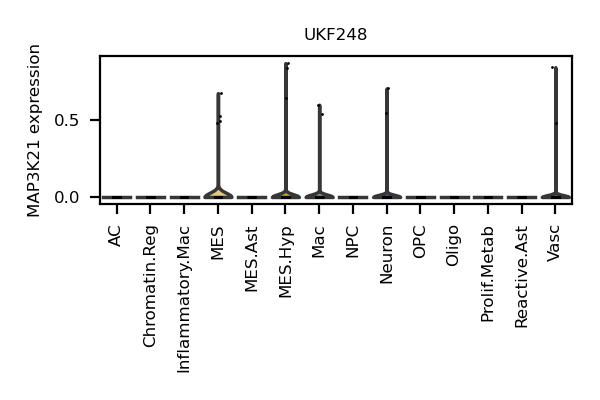 UKF248
MAP3K21 expression
0.5
0.0
AC
Chromatin.Reg
Inflammatory.Mac
MES
MES.Ast
MES.Hyp
Mac
NPC
Neuron
OPC
Oligo
Prolif.Metab
Reactive.Ast
Vasc